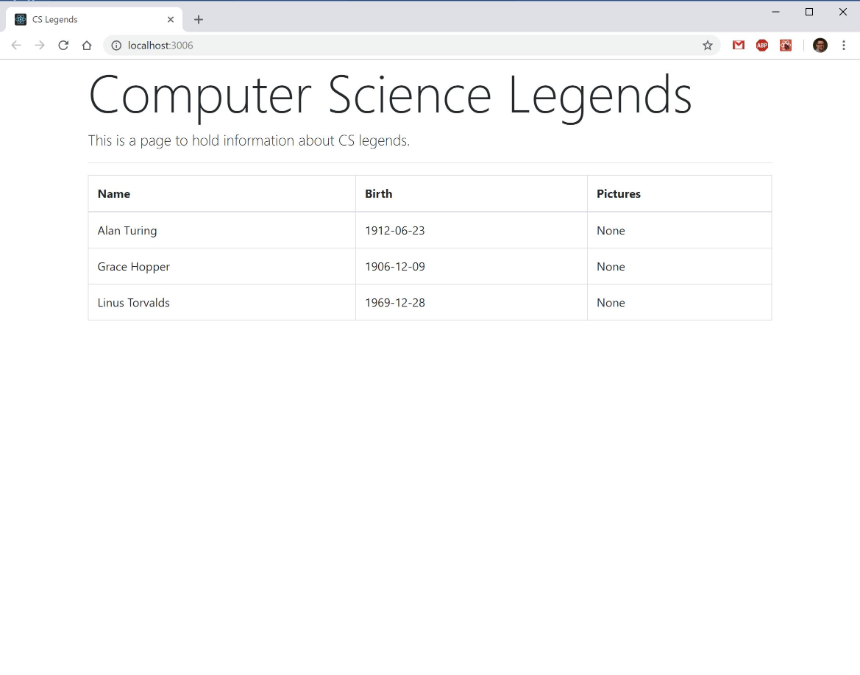 CS Legends
localhost:3006
ABP
Computer Science Legends
This is a page to hold information about CS legends.
Name Birth Pictures
Alan Turing 1912-06-23 None
Grace Hopper 1906-12-09 None
Linus Torvalds 1969-12-28 None